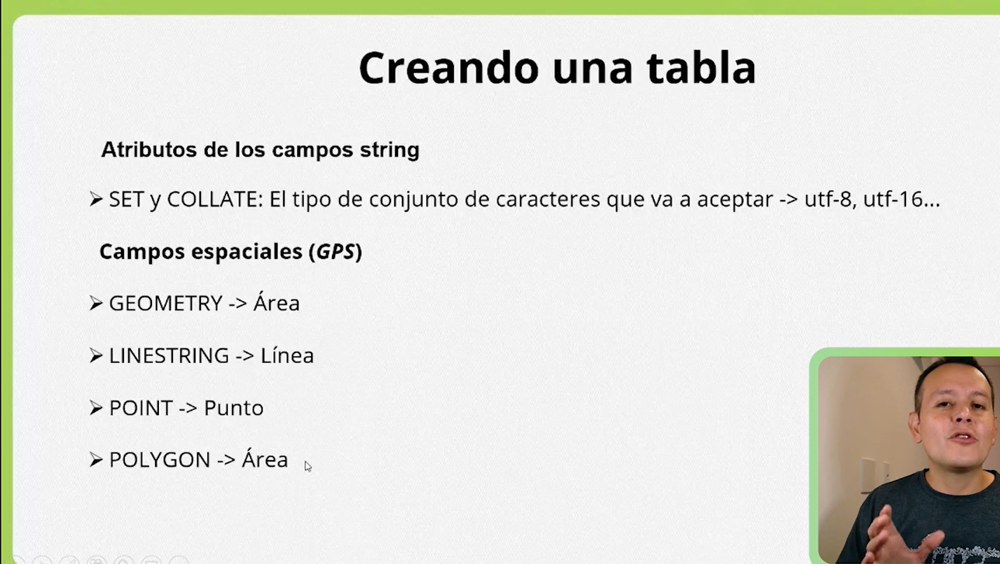 Creando una tabla
Atributos de los campos string
➢ SET y COLLATE: El tipo de conjunto de caracteres que va a aceptar -> utf-8, utf-16...
Campos espaciales (GPS)
➢ GEOMETRY -> Área
➢ LINESTRING -> Línea
➢ POINT -> Punto
➢ POLYGON -> Área